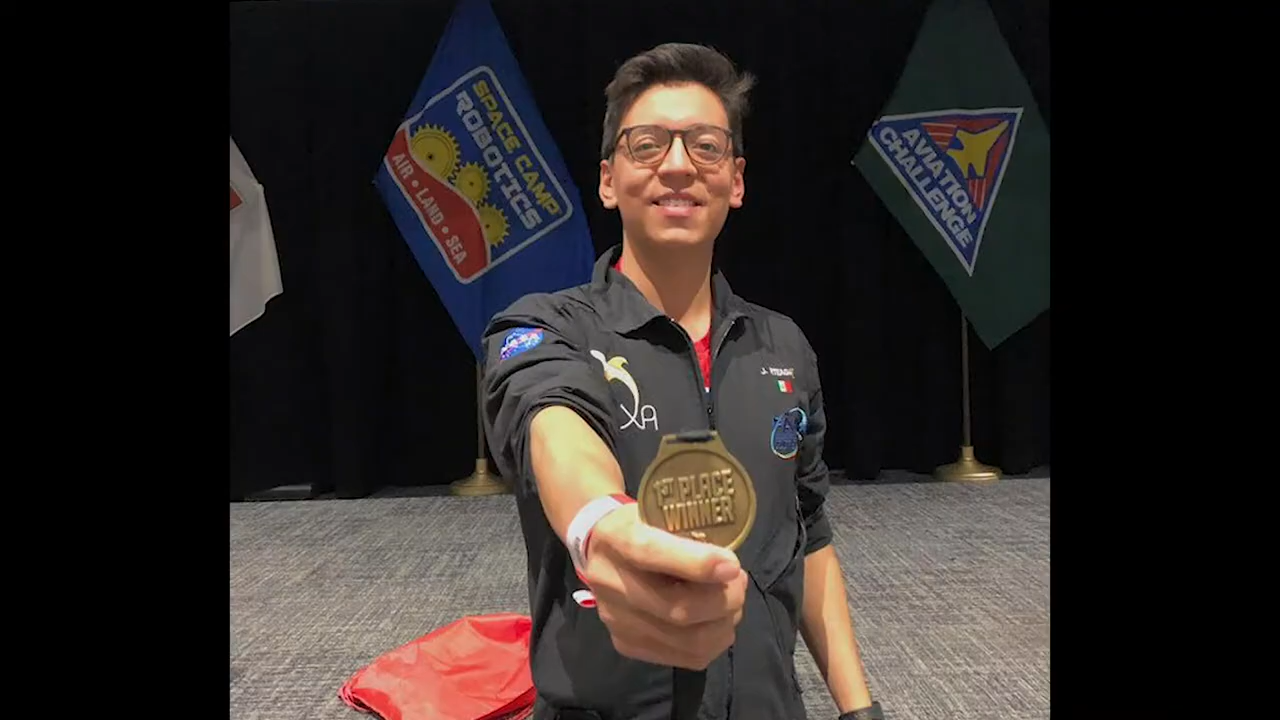 SPACE CAMP
ROBOTICS
AIR • LAND • SEA
AVIATION
CHALLENGE
XA
1ST PLACE
WINNER